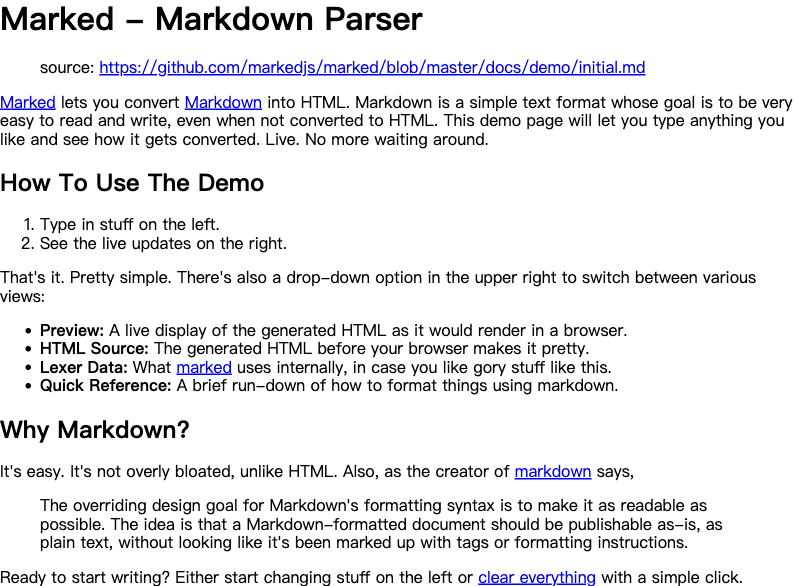 Marked - Markdown Parser
source: https://github.com/markedjs/marked/blob/master/docs/demo/initial.md
Marked lets you convert Markdown into HTML. Markdown is a simple text format whose goal is to be very
easy to read and write, even when not converted to HTML. This demo page will let you type anything you
like and see how it gets converted. Live. No more waiting around.
How To Use The Demo
1. Type in stuff on the left.
2. See the live updates on the right.
That's it. Pretty simple. There's also a drop-down option in the upper right to switch between various
views:
• Preview: A live display of the generated HTML as it would render in a browser.
• HTML Source: The generated HTML before your browser makes it pretty.
• Lexer Data: What marked uses internally, in case you like gory stuff like this.
• Quick Reference: A brief run-down of how to format things using markdown.
Why Markdown?
It's easy. It's not overly bloated, unlike HTML. Also, as the creator of markdown says,
The overriding design goal for Markdown's formatting syntax is to make it as readable as
possible. The idea is that a Markdown-formatted document should be publishable as-is, as
plain text, without looking like it's been marked up with tags or formatting instructions.
Ready to start writing? Either start changing stuff on the left or clear everything with a simple click.